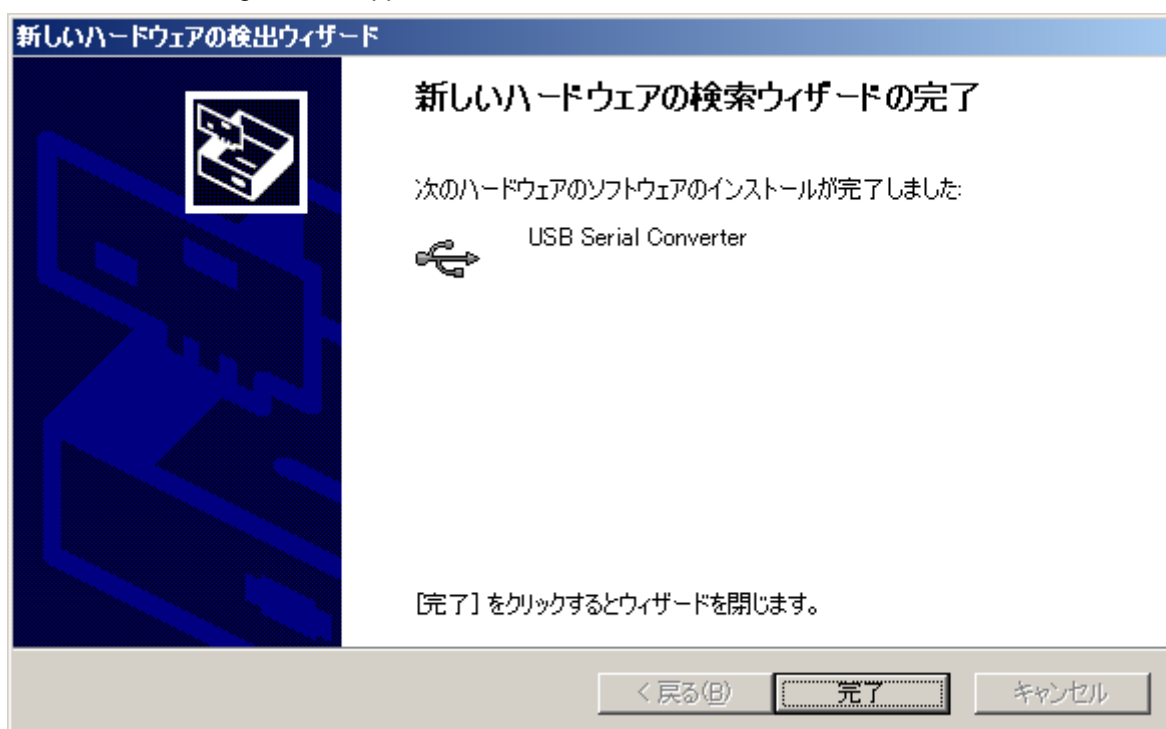 新しいハードウェアの検出ウィザード
新しいハードウェアの検索ウィザードの完了
次のハードウェアのソフトウェアのインストールが完了しました:
USB Serial Converter
[完了] をクリックするとウィザードを閉じます。
< 戻る(B) 完了 キャンセル